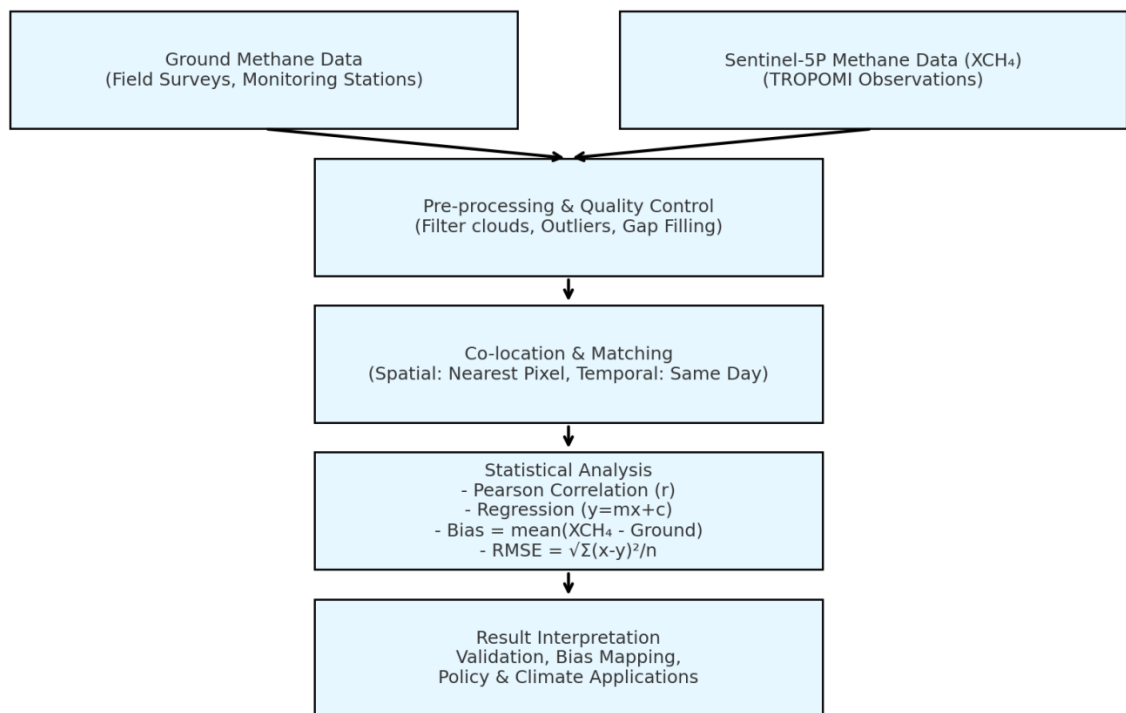 Ground Methane Data
(Field Surveys, Monitoring Stations)
Sentinel-5P Methane Data (XCH₄)
(TROPOMI Observations)
Pre-processing & Quality Control
(Filter clouds, Outliers, Gap Filling)
Co-location & Matching
(Spatial: Nearest Pixel, Temporal: Same Day)
Statistical Analysis
- Pearson Correlation (r)
- Regression (y=mx+c)
- Bias = mean(XCH₄ - Ground)
- RMSE = √Σ(x-y)²/n
Result Interpretation
Validation, Bias Mapping,
Policy & Climate Applications